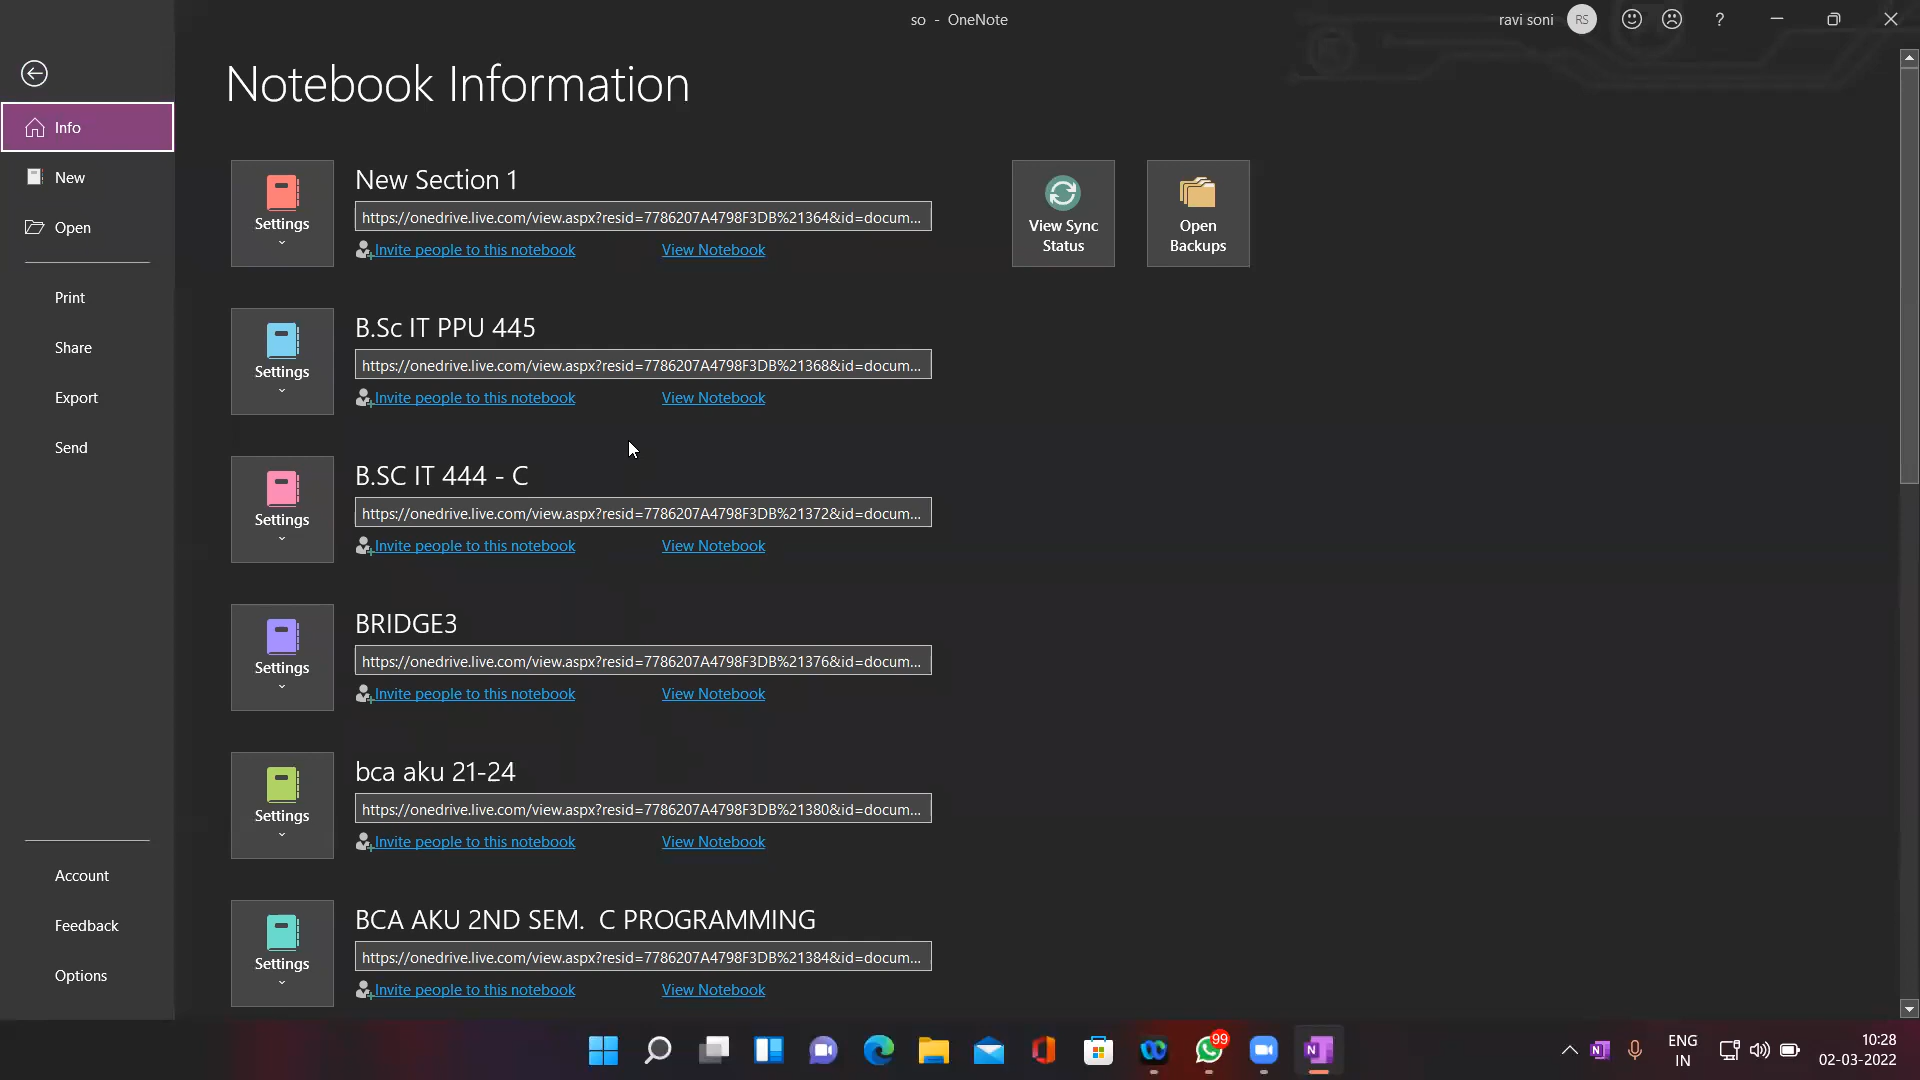 so - OneNote
ravi soni
RS
?
Notebook Information
Info
New
Open
Print
Share
Export
Send
Account
Feedback
Options
Settings
New Section 1
https://onedrive.live.com/view.aspx?resid=7786207A4798F3DB%21364&id=docum...
Invite people to this notebook
View Notebook
View Sync
Status
Open
Backups
Settings
B.Sc IT PPU 445
https://onedrive.live.com/view.aspx?resid=7786207A4798F3DB%21368&id=docum...
Invite people to this notebook
View Notebook
Settings
B.SC IT 444 - C
https://onedrive.live.com/view.aspx?resid=7786207A4798F3DB%21372&id=docum...
Invite people to this notebook
View Notebook
Settings
BRIDGE3
https://onedrive.live.com/view.aspx?resid=7786207A4798F3DB%21376&id=docum...
Invite people to this notebook
View Notebook
Settings
bca aku 21-24
https://onedrive.live.com/view.aspx?resid=7786207A4798F3DB%21380&id=docum...
Invite people to this notebook
View Notebook
Settings
BCA AKU 2ND SEM.  C PROGRAMMING
https://onedrive.live.com/view.aspx?resid=7786207A4798F3DB%21384&id=docum...
Invite people to this notebook
View Notebook
99
N
N
ENG
IN
10:28
02-03-2022